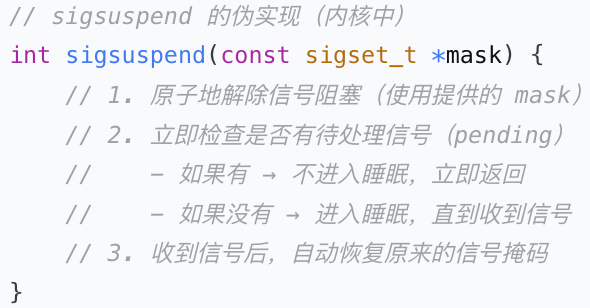 // sigsuspend 的伪实现（内核中）
int sigsuspend(const sigset_t *mask) {
    // 1. 原子地解除信号阻塞（使用提供的 mask）
    // 2. 立即检查是否有待处理信号（pending）
    //    - 如果有 → 不进入睡眠，立即返回
    //    - 如果没有 → 进入睡眠，直到收到信号
    // 3. 收到信号后，自动恢复原来的信号掩码
}